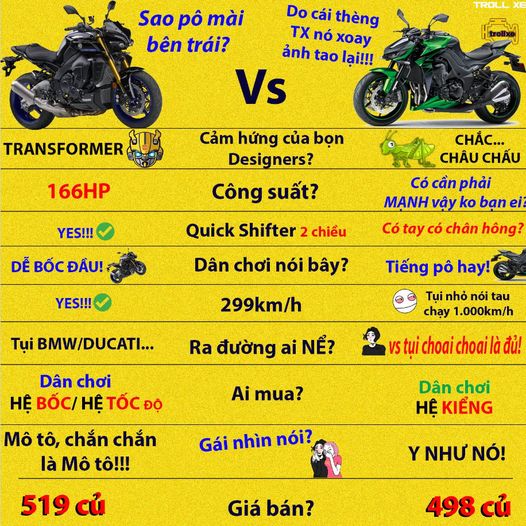 TROLL XE
Sao pô mài
bên trái?
Do cái thèng
TX nó xoay
ảnh tao lại!!!
trollxe
Vs
TRANSFORMER
Cảm hứng của bọn
Designers?
CHẮC...
CHÂU CHẤU
166HP
Công suất?
Có cần phải
MẠNH vậy ko bạn ei?
YES!!!
Quick Shifter 2 chiều
Có tay có chân hông?
DỄ BỐC ĐẦU!
Dân chơi nói bây?
Tiếng pô hay!
YES!!!
299km/h
Tụi nhỏ nói tau
chạy 1.000km/h
Tụi BMW/DUCATI...
Ra đường ai NỂ?
vs tụi choai choai là đủ!
Dân chơi
HỆ BỐC/ HỆ TỐC ĐỘ
Ai mua?
Dân chơi
HỆ KIỂNG
Mô tô, chắn chắn
là Mô tô!!!
Gái nhìn nói?
Y NHƯ NÓ!
519 củ
Giá bán?
498 củ